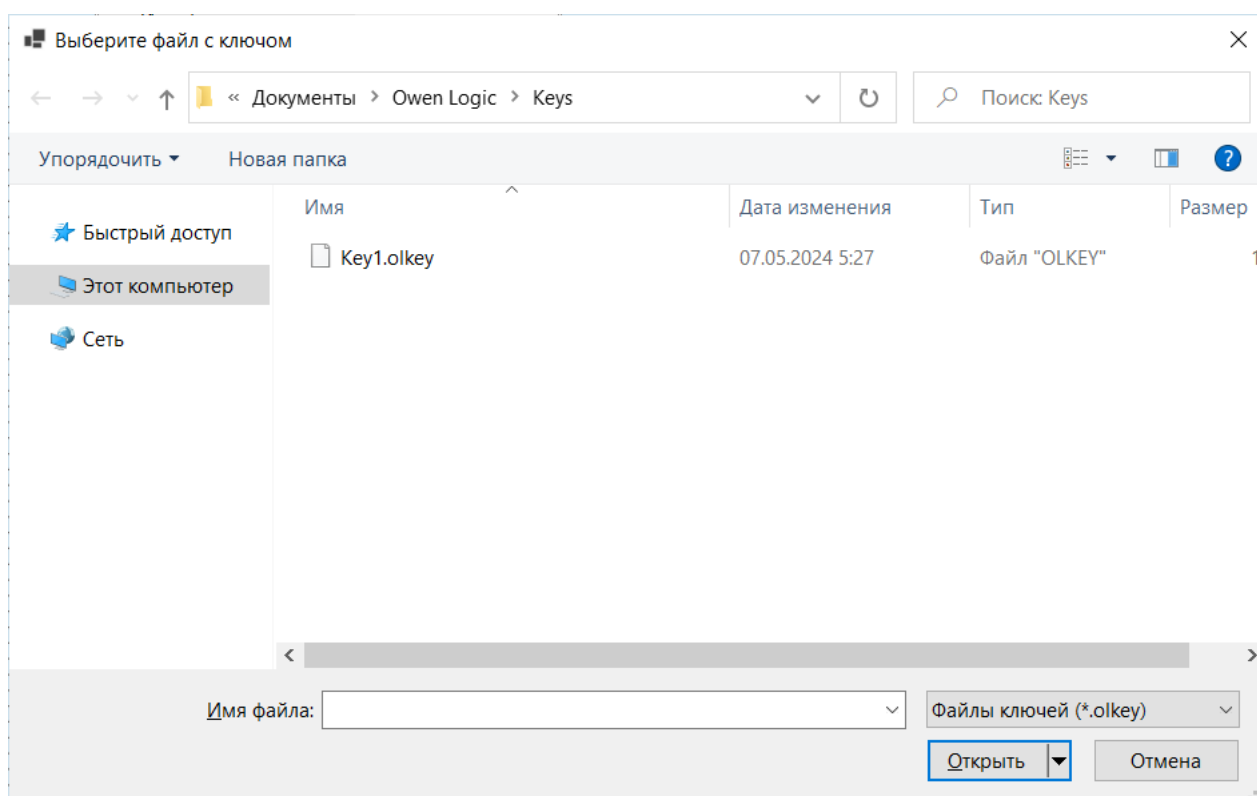 Выберите файл с ключом
« Документы > Owen Logic > Keys
Поиск: Keys
Упорядочить
Новая папка
Имя
Дата изменения
Тип
Размер
Быстрый доступ
Key1.olkey
07.05.2024 5:27
Файл "OLKEY"
1
Этот компьютер
Сеть
Имя файла:
Файлы ключей (*.olkey)
Открыть
Отмена